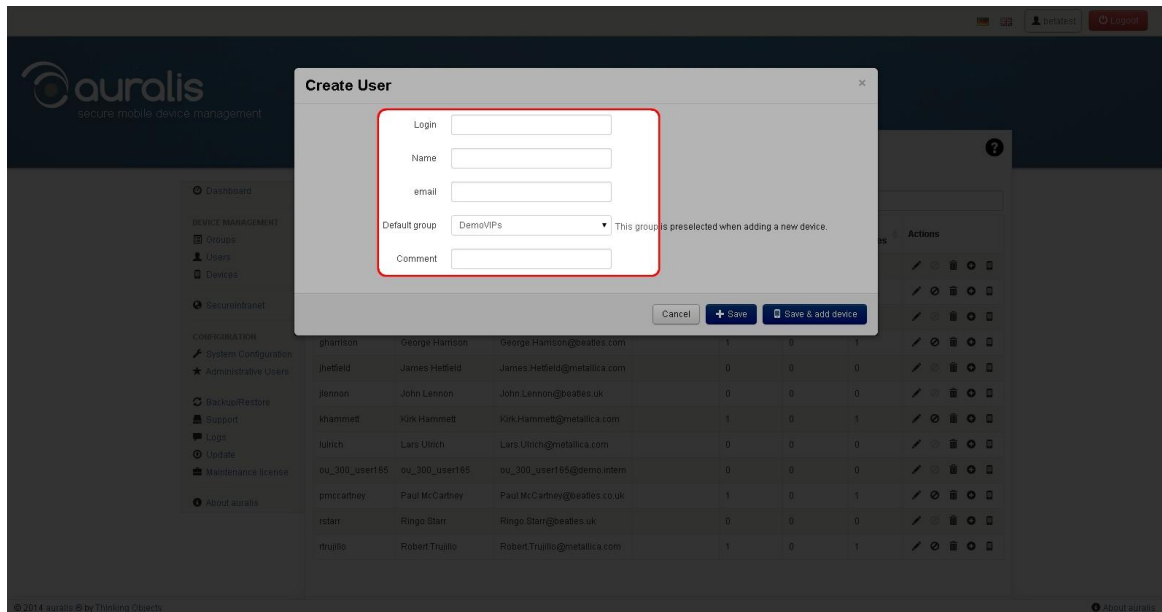 betatest
Logout
auralis
secure mobile device management
Create User
×
Login
Name
email
Default group DemoVIPs This group is preselected when adding a new device.
Comment
Cancel Save Save & add device
Dashboard
DEVICE MANAGEMENT
Groups
Users
Devices
SecureIntranet
CONFIGURATION
System Configuration
Administrative Users
Backup/Restore
Support
Logs
Update
Maintenance license
About auralis
Actions
gharrison George Harrison George.Harrison@beatles.com 1 0 1
jhetfield James Hetfield James.Hetfield@metallica.com 0 0 0
jlennon John Lennon John.Lennon@beatles.uk 0 0 0
khammett Kirk Hammett Kirk.Hammett@metallica.com 1 0 1
lulrich Lars Ulrich Lars.Ulrich@metallica.com 0 0 0
ou_300_user165 ou_300_user165 ou_300_user165@demo.intern 0 0 0
pmccartney Paul McCartney Paul.McCartney@beatles.co.uk 1 0 1
rstarr Ringo Starr Ringo.Starr@beatles.uk 0 0 0
rtrujillo Robert Trujillo Robert.Trujillo@metallica.com 1 0 1
© 2014 auralis ® by Thinking Objects
About auralis